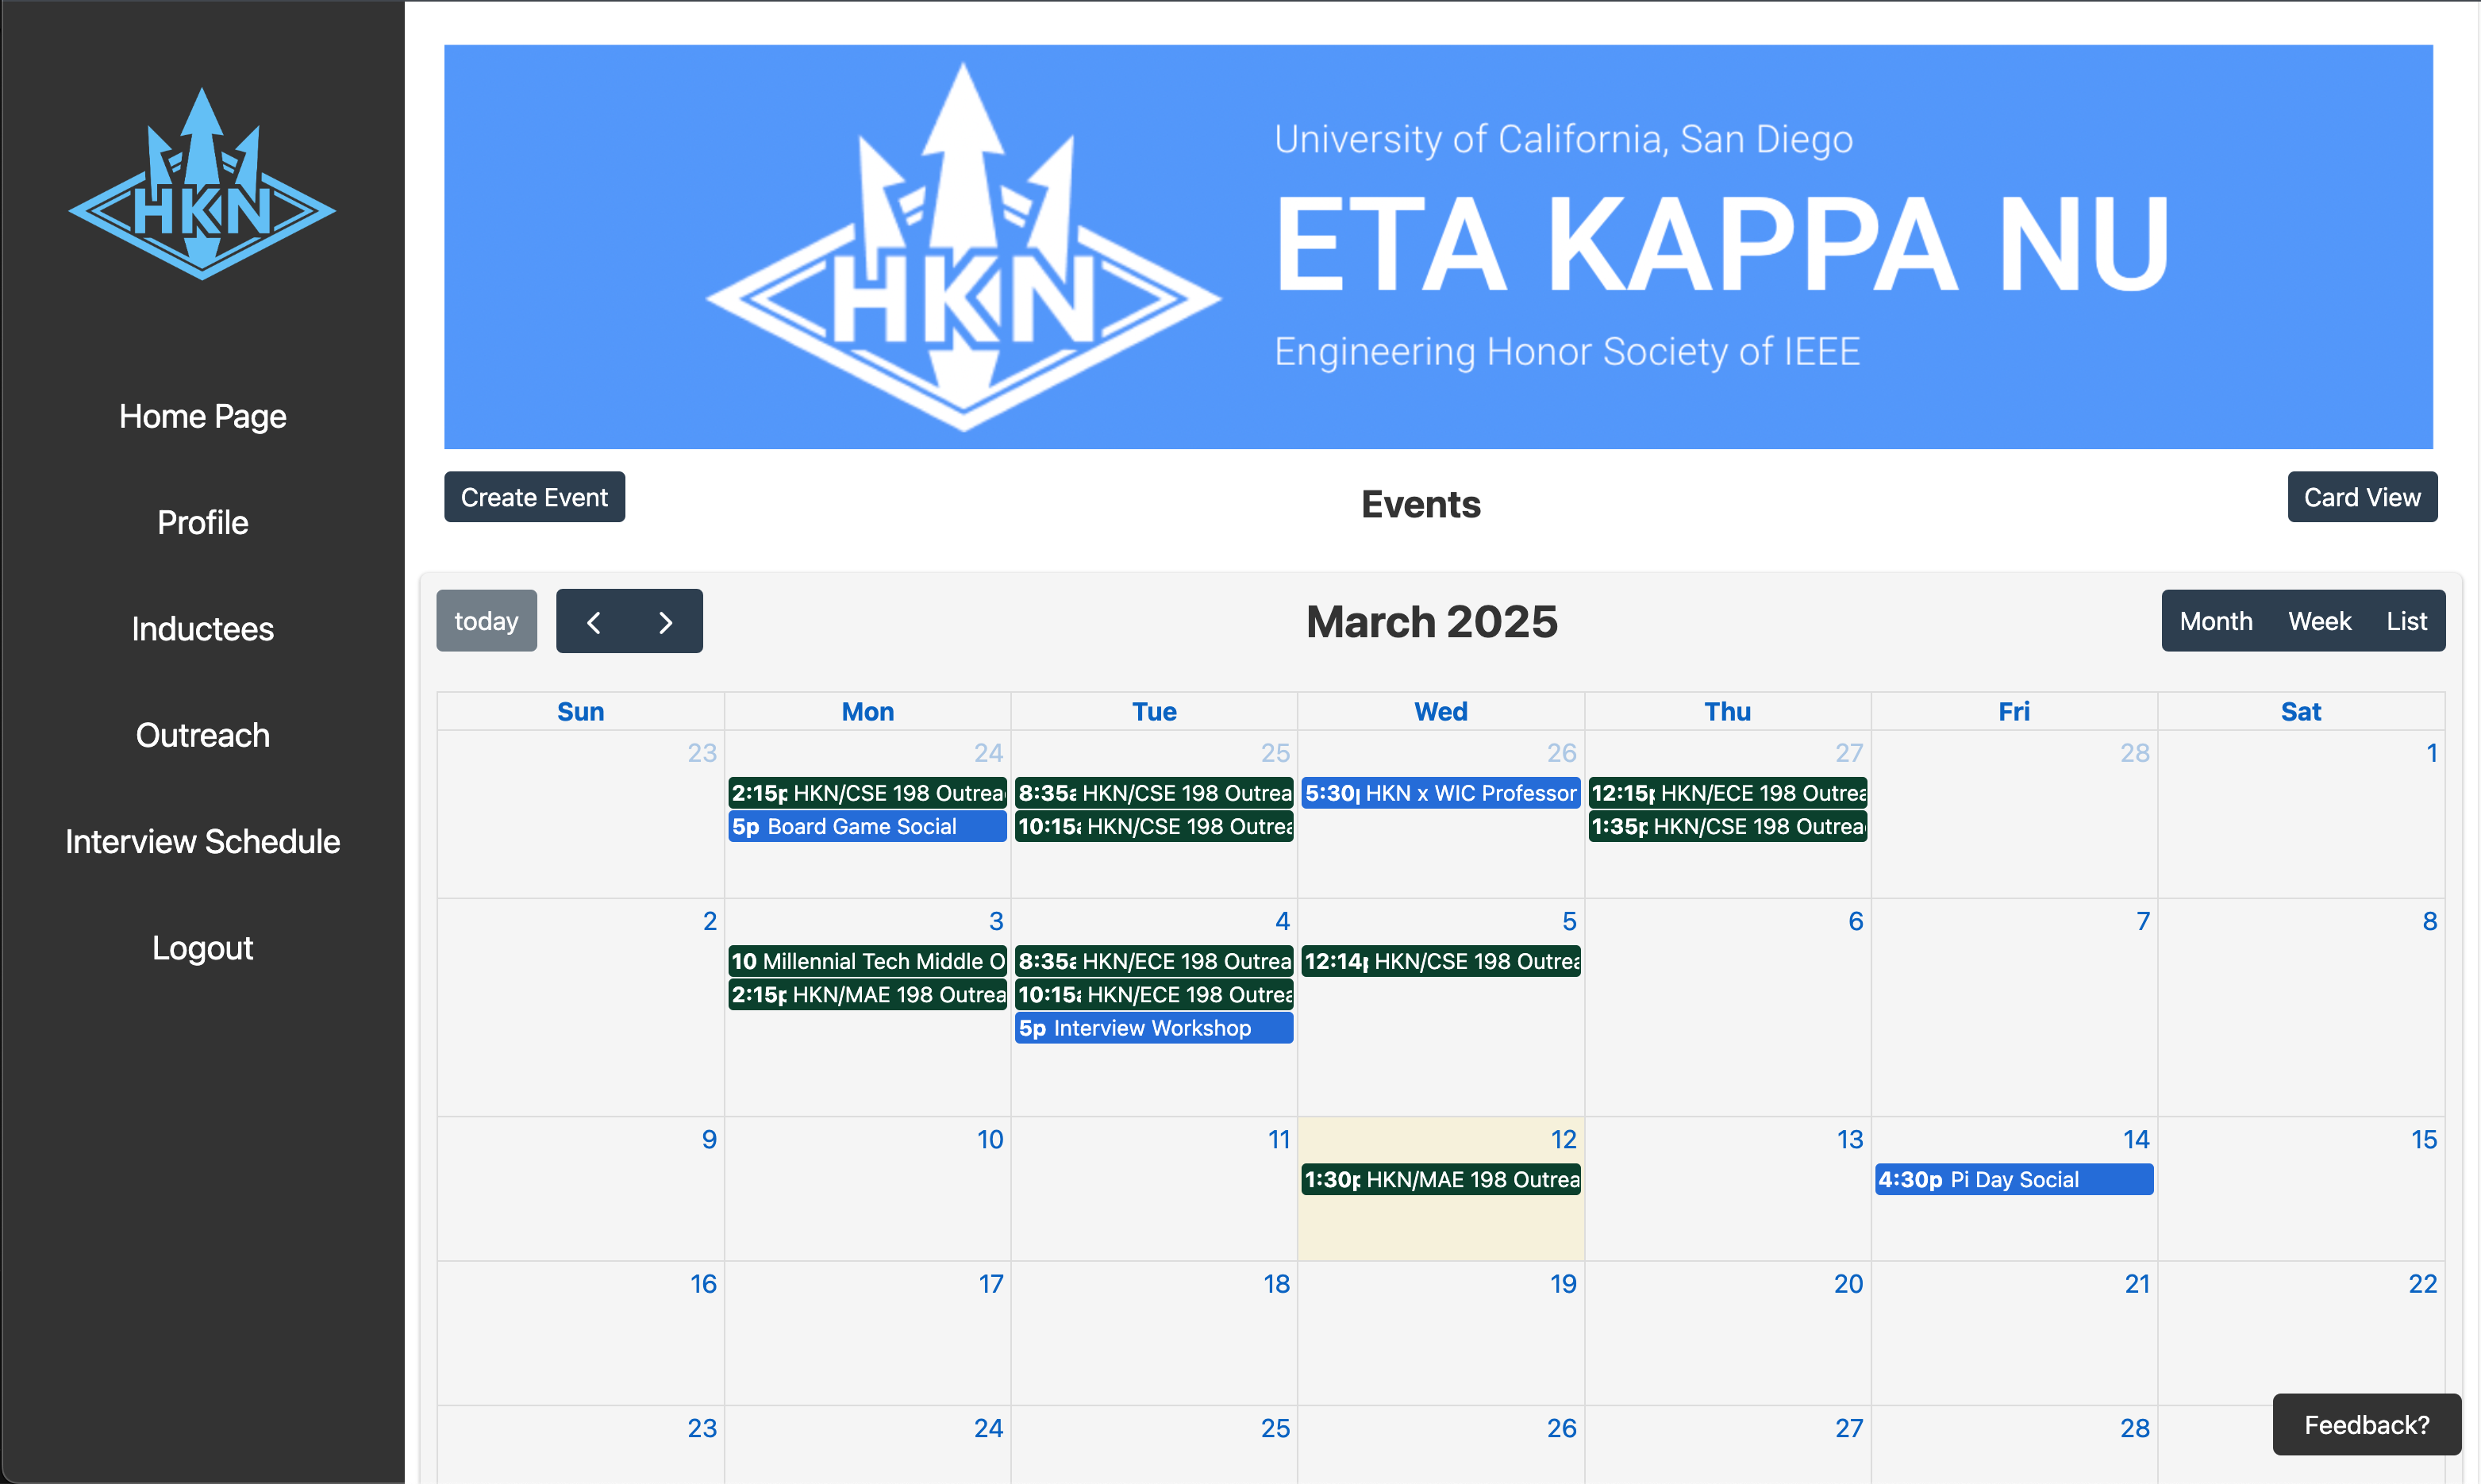 HKN
Home Page
Profile
Inductees
Outreach
Interview Schedule
Logout
HKN
University of California, San Diego
ETA KAPPA NU
Engineering Honor Society of IEEE
Create Event
Events
Card View
today
March 2025
Month Week List
Sun Mon Tue Wed Thu Fri Sat
23 24 25 26 27 28 1
2:15p HKN/CSE 198 Outrea 8:35a HKN/CSE 198 Outrea 5:30p HKN x WIC Professor 12:15p HKN/ECE 198 Outrea
5p Board Game Social 10:15a HKN/CSE 198 Outrea 1:35p HKN/CSE 198 Outrea
2 3 4 5 6 7 8
10 Millennial Tech Middle O 8:35a HKN/ECE 198 Outrea 12:14p HKN/CSE 198 Outrea
2:15p HKN/MAE 198 Outrea 10:15a HKN/ECE 198 Outrea
5p Interview Workshop
9 10 11 12 13 14 15
1:30p HKN/MAE 198 Outrea 4:30p Pi Day Social
16 17 18 19 20 21 22
23 24 25 26 27 28
Feedback?